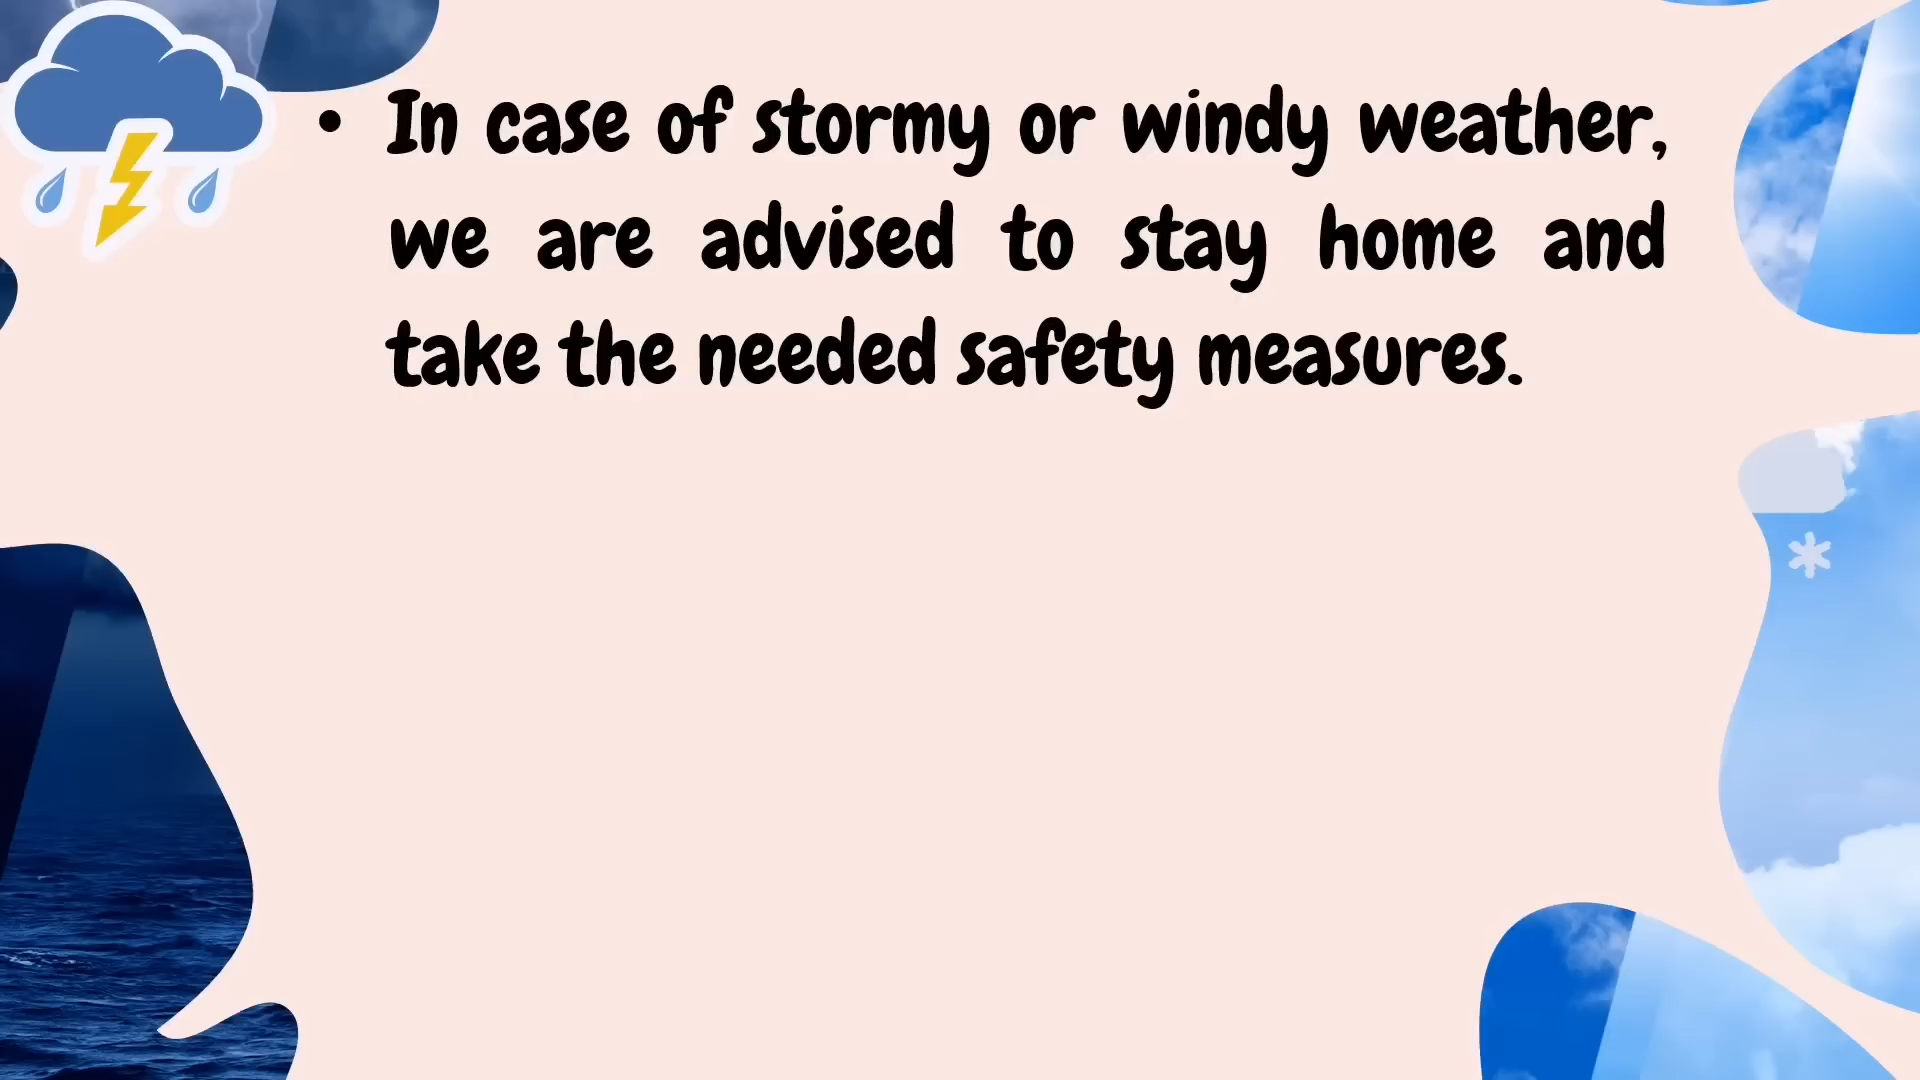 • In case of stormy or windy weather,
we are advised to stay home and
take the needed safety measures.